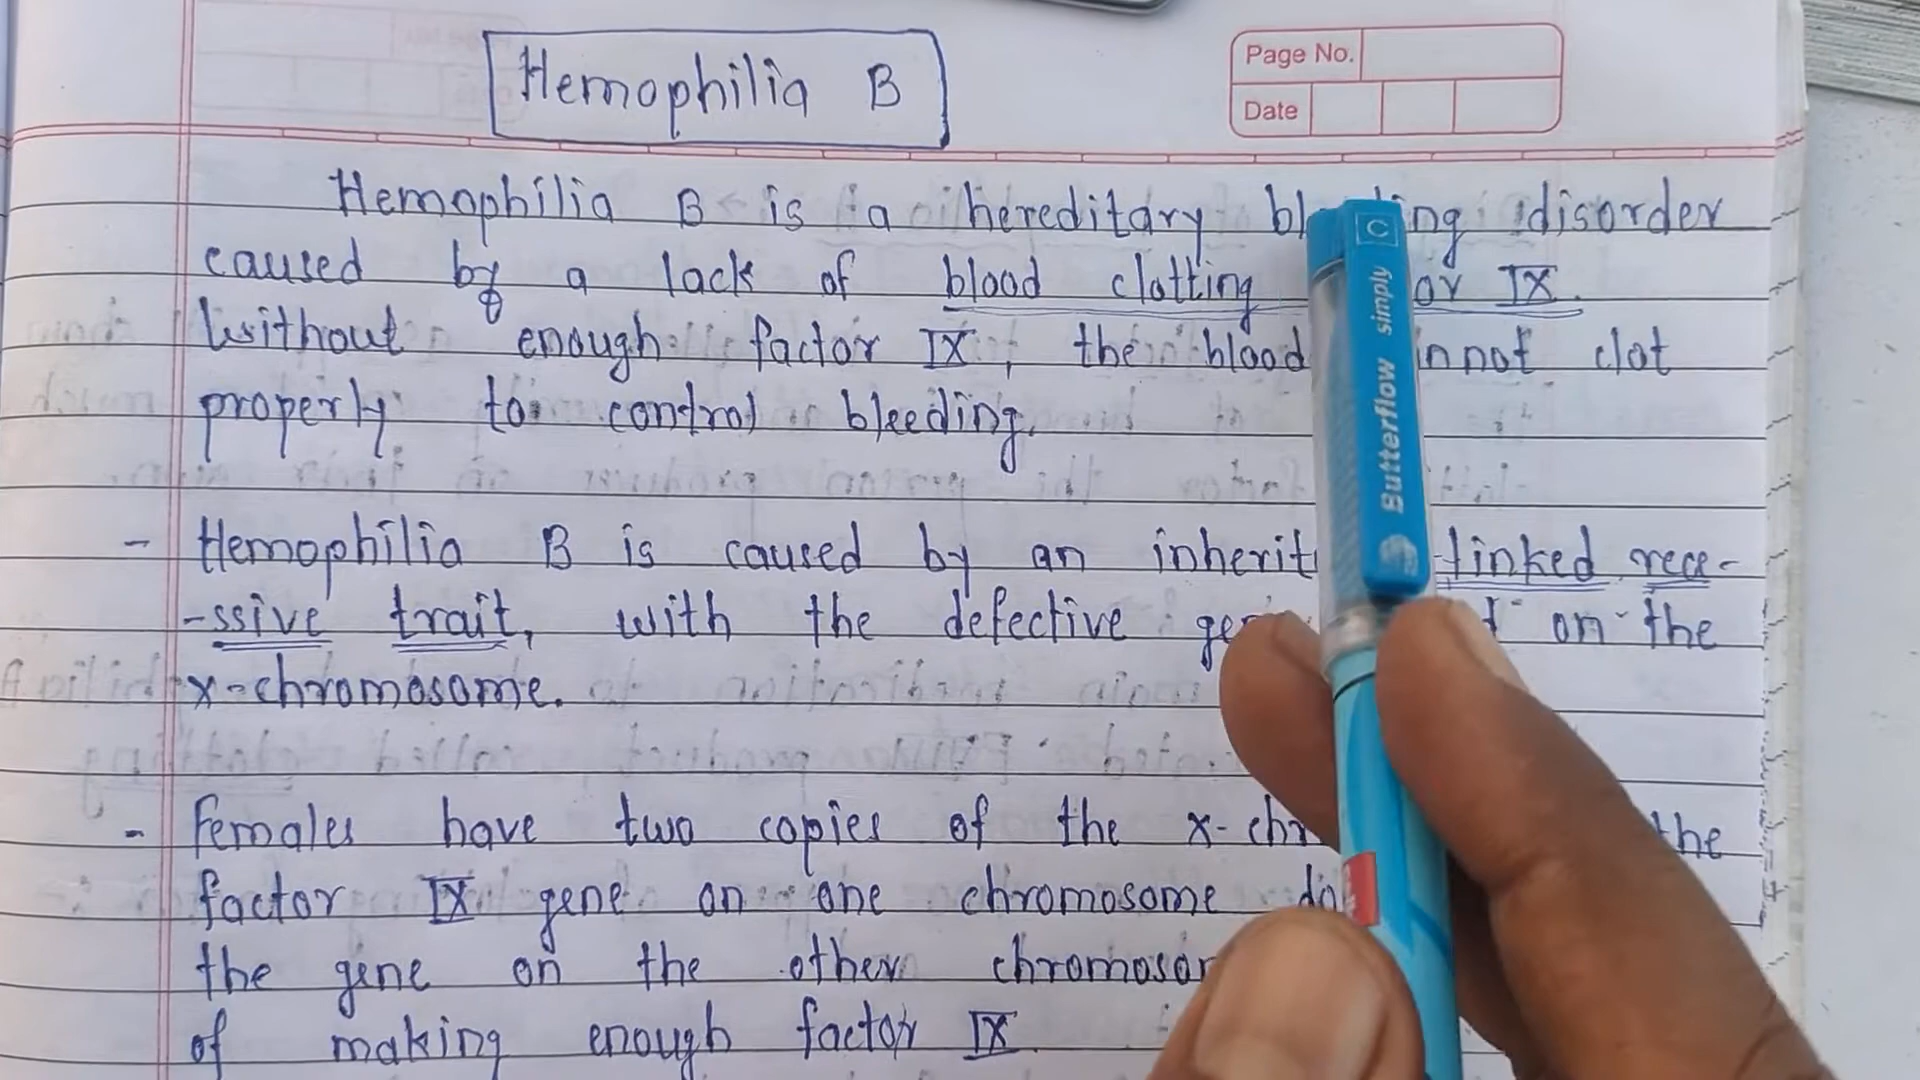 Hemophilia B
Page No.
Date
Hemophilia B is a hereditary disorder
caused by a lack of blood clotting IX.
Without enough factor IX, the blood clot
properly to control bleeding.
- Hemophilia B is caused by an linked rece-
-ssive trait, with the defective on the
x-chromosome.
- Females have two copies of the the
factor IX gene on one chromosome
the gene on the other
of making enough factor IX.
C
Butterflow simply